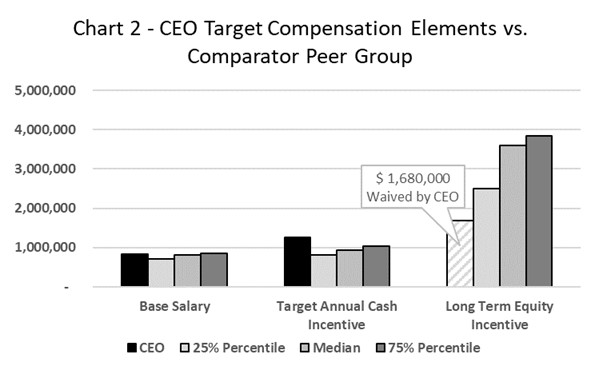 Chart 2 - CEO Target Compensation Elements vs.
Comparator Peer Group
5,000,000
4,000,000
3,000,000
2,000,000
1,000,000
-
$ 1,680,000
Waived by CEO
Base Salary
Target Annual Cash
Incentive
Long Term Equity
Incentive
CEO 25% Percentile Median 75% Percentile